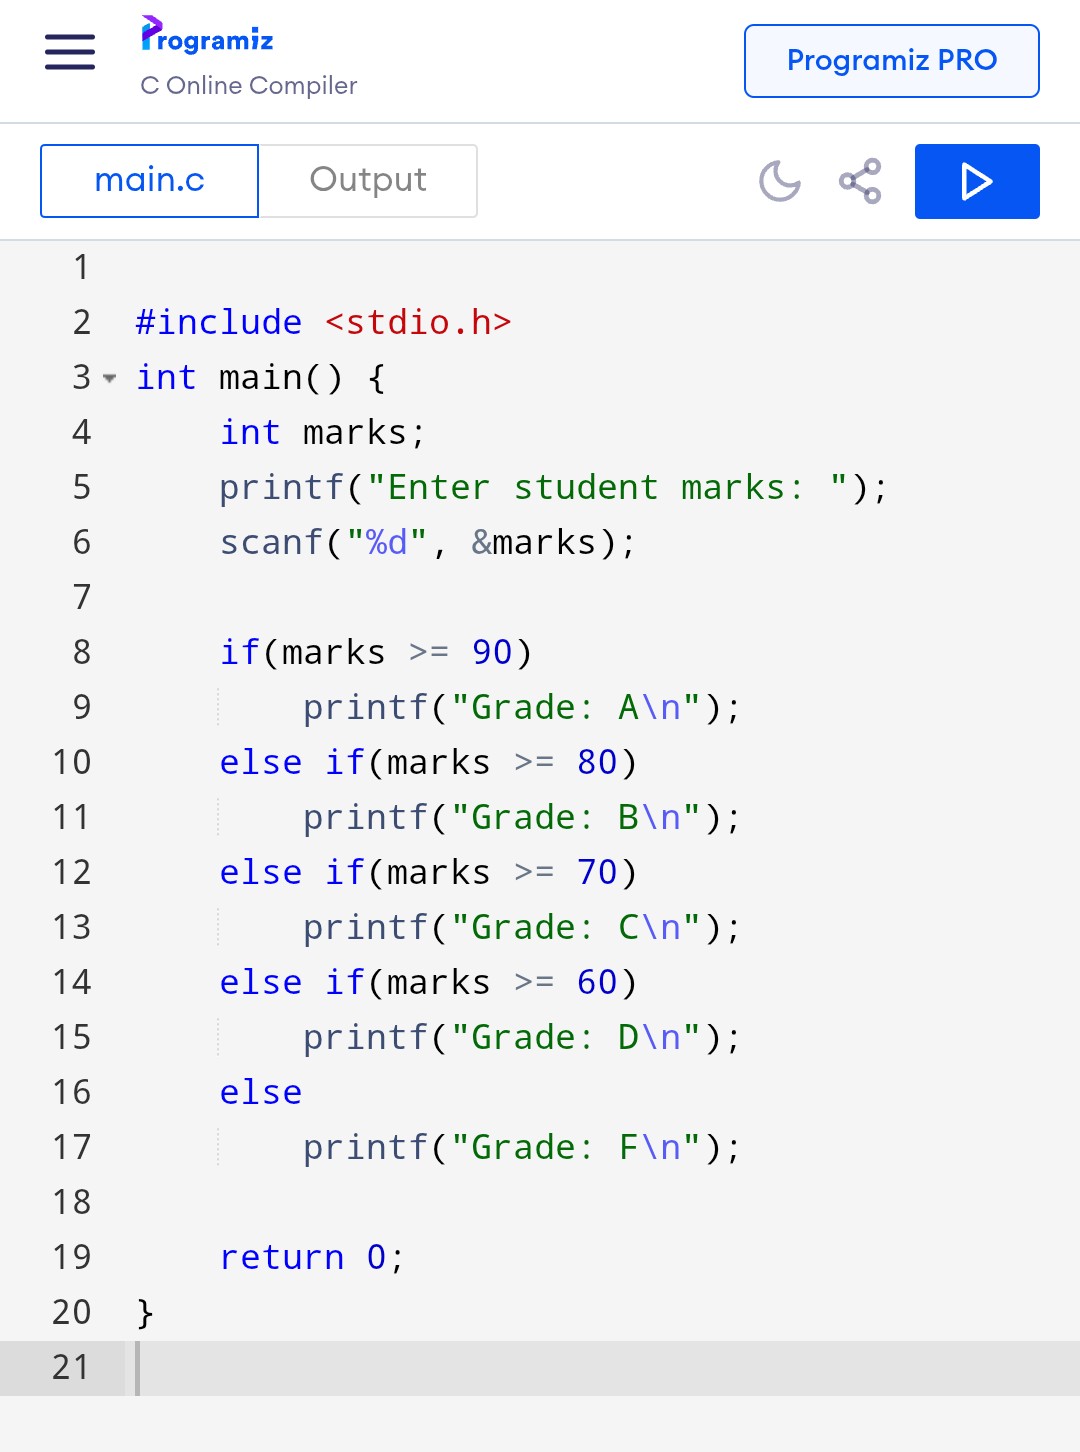 Programiz
C Online Compiler
Programiz PRO
main.c
Output
1
2 #include <stdio.h>
3 int main() {
4     int marks;
5     printf("Enter student marks: ");
6     scanf("%d", &marks);
7
8     if(marks >= 90)
9         printf("Grade: A\n");
10     else if(marks >= 80)
11         printf("Grade: B\n");
12     else if(marks >= 70)
13         printf("Grade: C\n");
14     else if(marks >= 60)
15         printf("Grade: D\n");
16     else
17         printf("Grade: F\n");
18
19     return 0;
20 }
21